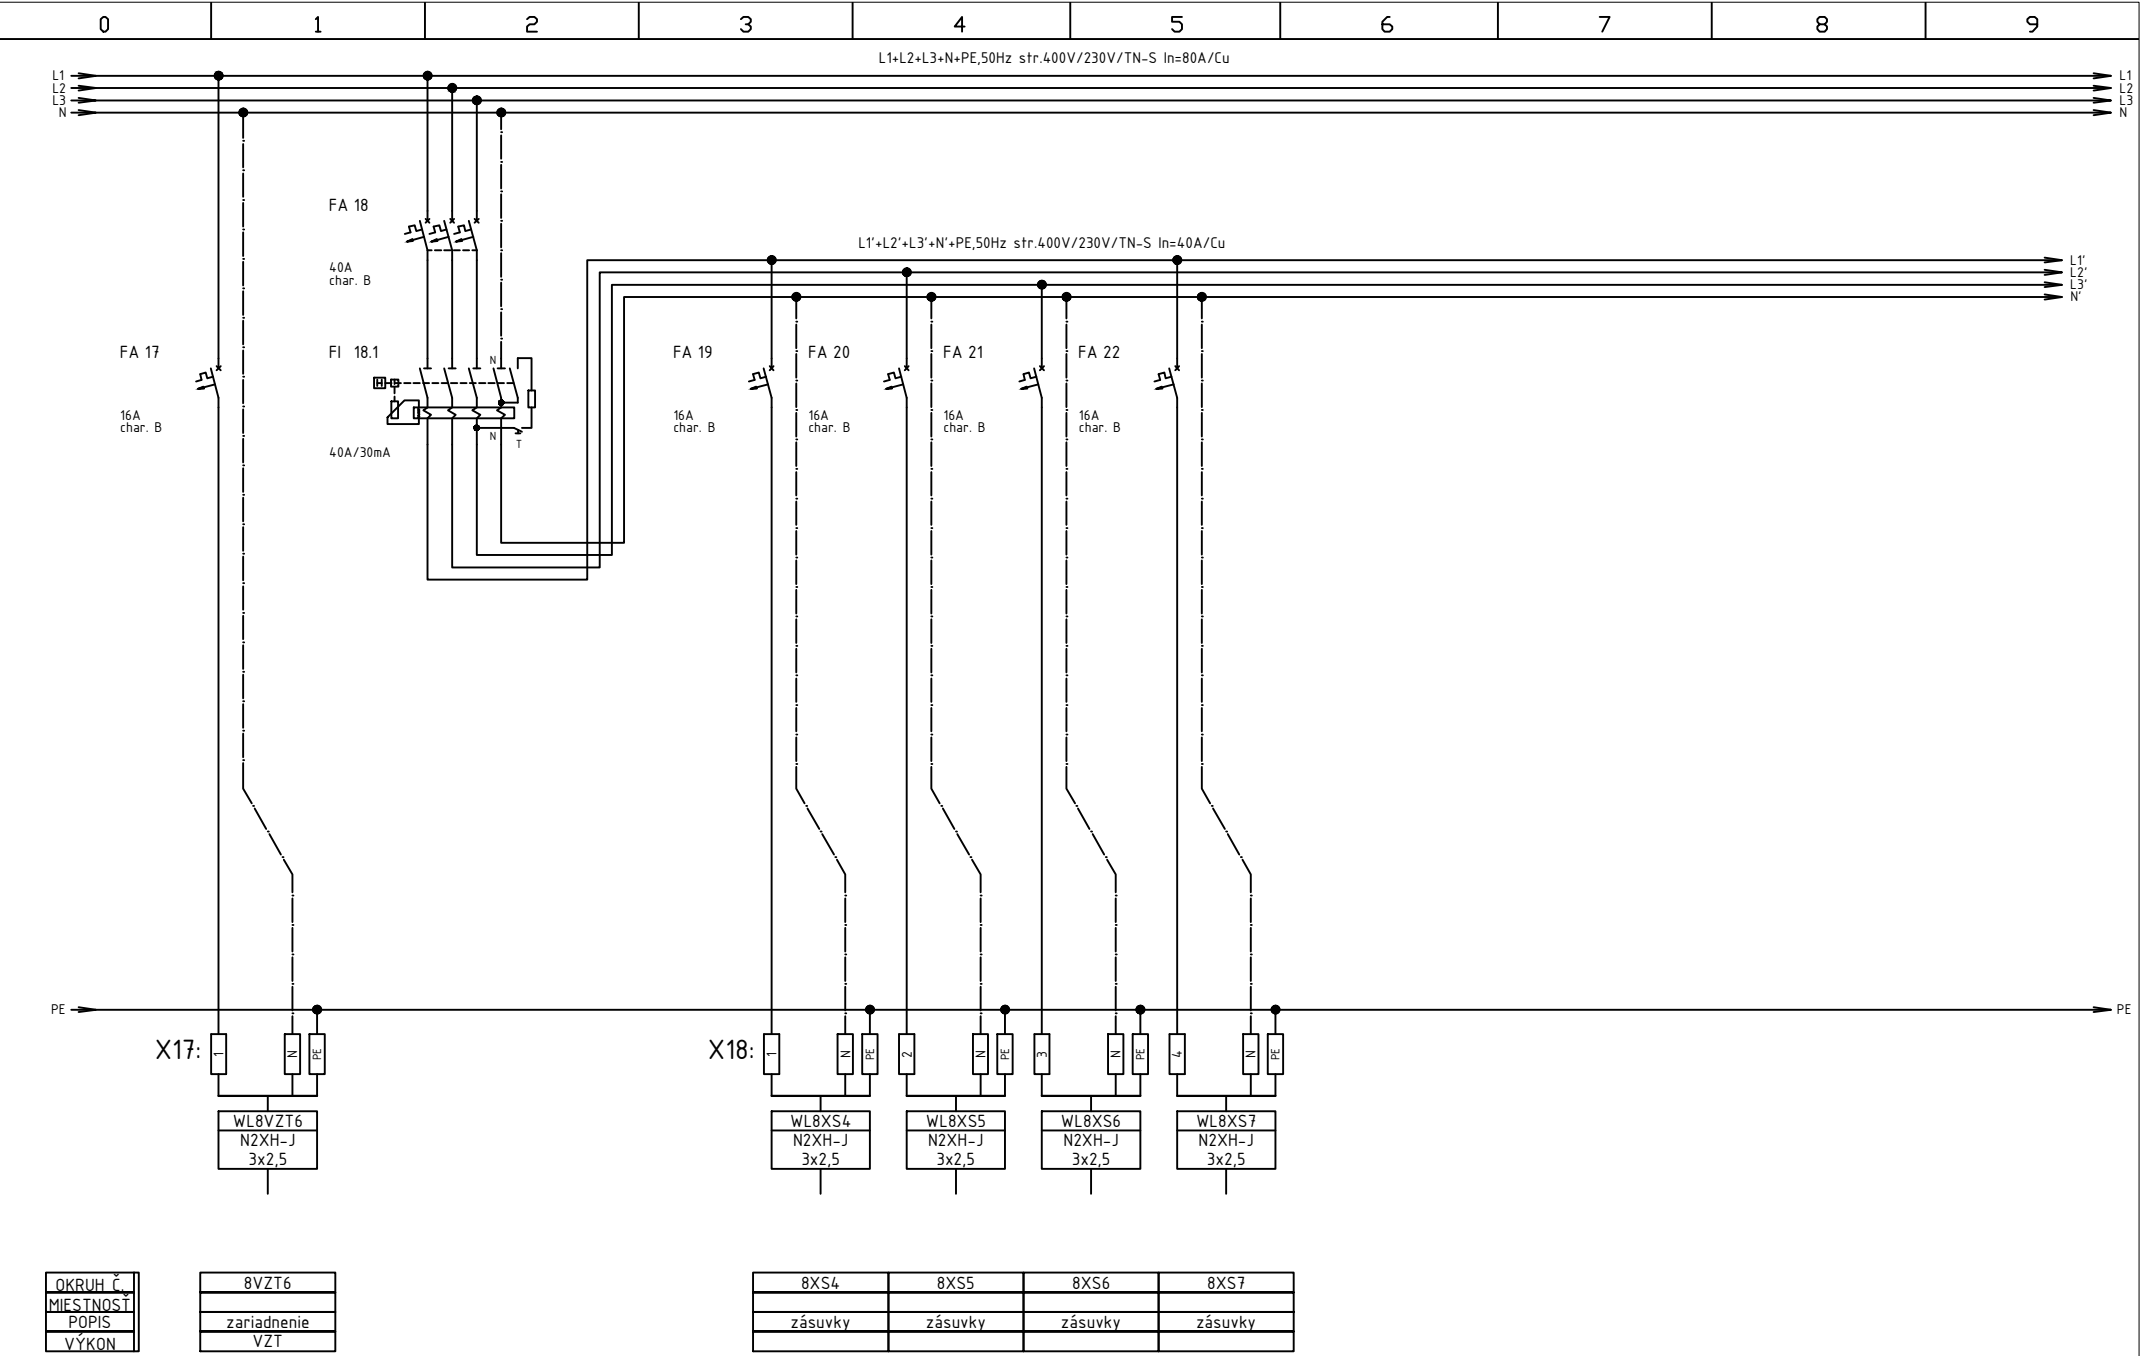 0 1 2 3 4 5 6 7 8 9
L1+L2+L3+N+PE,50Hz str.400V/230V/TN-S In=80A/Cu
L1 L1
L2 L2
L3 L3
N N
FA 18
40A
char. B
L1'+L2'+L3'+N'+PE,50Hz str.400V/230V/TN-S In=40A/Cu
L1'
L2'
L3'
N'
FA 17 FI 18.1 FA 19 FA 20 FA 21 FA 22
N
H
16A 16A 16A 16A 16A
char. B char. B char. B char. B char. B
N T
40A/30mA
PE PE
X17: 1 N PE X18: 1 N PE 2 N PE 3 N PE 4 N PE
WL8VZT6 WL8XS4 WL8XS5 WL8XS6 WL8XS7
N2XH-J N2XH-J N2XH-J N2XH-J N2XH-J
3x2,5 3x2,5 3x2,5 3x2,5 3x2,5
OKRUH Č. 8VZT6 8XS4 8XS5 8XS6 8XS7
MIESTNOSŤ
POPIS zariadnenie zásuvky zásuvky zásuvky zásuvky
VÝKON VZT